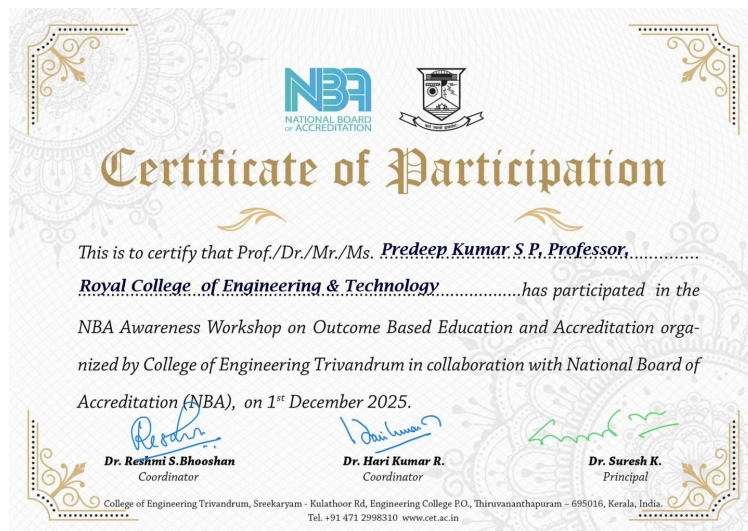 NBA
NATIONAL BOARD
OF ACCREDITATION
Certificate of Participation
This is to certify that Prof./Dr./Mr./Ms. Predeep Kumar S P, Professor,
Royal College of Engineering & Technology has participated in the
NBA Awareness Workshop on Outcome Based Education and Accreditation orga-
nized by College of Engineering Trivandrum in collaboration with National Board of
Accreditation (NBA), on 1st December 2025.
Dr. Reshmi S.Bhooshan
Coordinator
Dr. Hari Kumar R.
Coordinator
Dr. Suresh K.
Principal
College of Engineering Trivandrum, Sreekaryam - Kulathoor Rd, Engineering College P.O., Thiruvananthapuram – 695016, Kerala, India.
Tel. +91 471 2998310 www.cet.ac.in